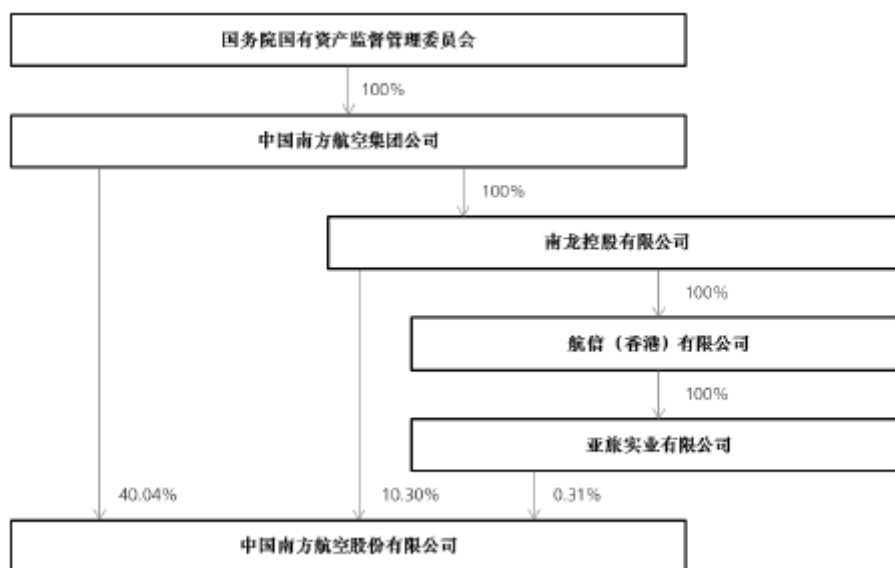 国务院国有资产监督管理委员会
100%
中国南方航空集团公司
100%
南龙控股有限公司
100%
航信（香港）有限公司
100%
亚旅实业有限公司
40.04%
10.30%
0.31%
中国南方航空股份有限公司